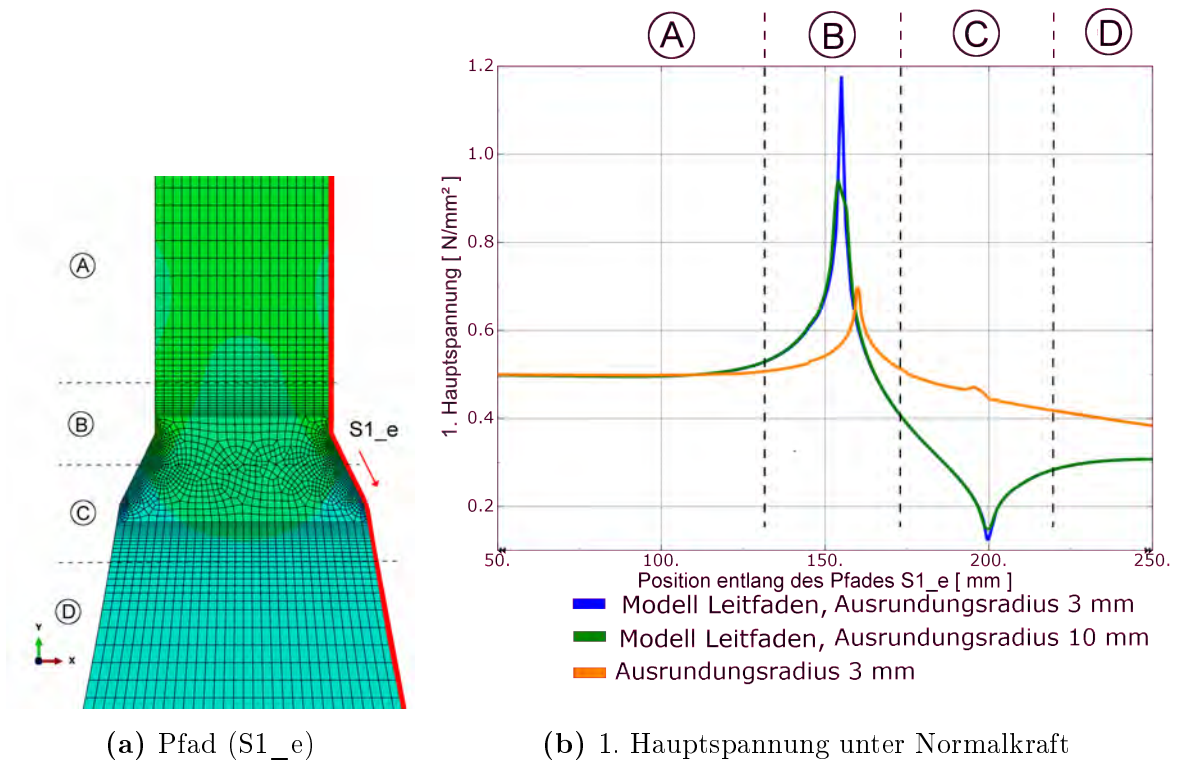 A B C D
1.2
1.0
0.8
0.6
0.4
0.2
1. Hauptspannung [ N/mm² ]
50. 100. 150. 200. 250.
Position entlang des Pfades S1_e [ mm ]
Modell Leitfaden, Ausrundungsradius 3 mm
Modell Leitfaden, Ausrundungsradius 10 mm
Ausrundungsradius 3 mm
A
B
S1_e
C
D
Y
X
(a) Pfad (S1_e)
(b) 1. Hauptspannung unter Normalkraft